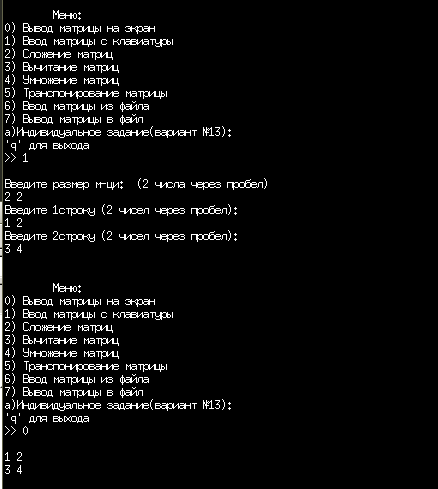 Меню:
0) Вывод матрицы на экран
1) Ввод матрицы с клавиатуры
2) Сложение матриц
3) Вычитание матриц
4) Умножение матриц
5) Транспонирование матрицы
6) Ввод матрицы из файла
7) Вывод матрицы в файл
а)Индивидуальное задание(вариант №13):
'q' для выхода
>> 1
Введите размер м-ци:  (2 числа через пробел)
2 2
Введите 1строку (2 чисел через пробел):
1 2
Введите 2строку (2 чисел через пробел):
3 4
Меню:
0) Вывод матрицы на экран
1) Ввод матрицы с клавиатуры
2) Сложение матриц
3) Вычитание матриц
4) Умножение матриц
5) Транспонирование матрицы
6) Ввод матрицы из файла
7) Вывод матрицы в файл
а)Индивидуальное задание(вариант №13):
'q' для выхода
>> 0
1 2
3 4